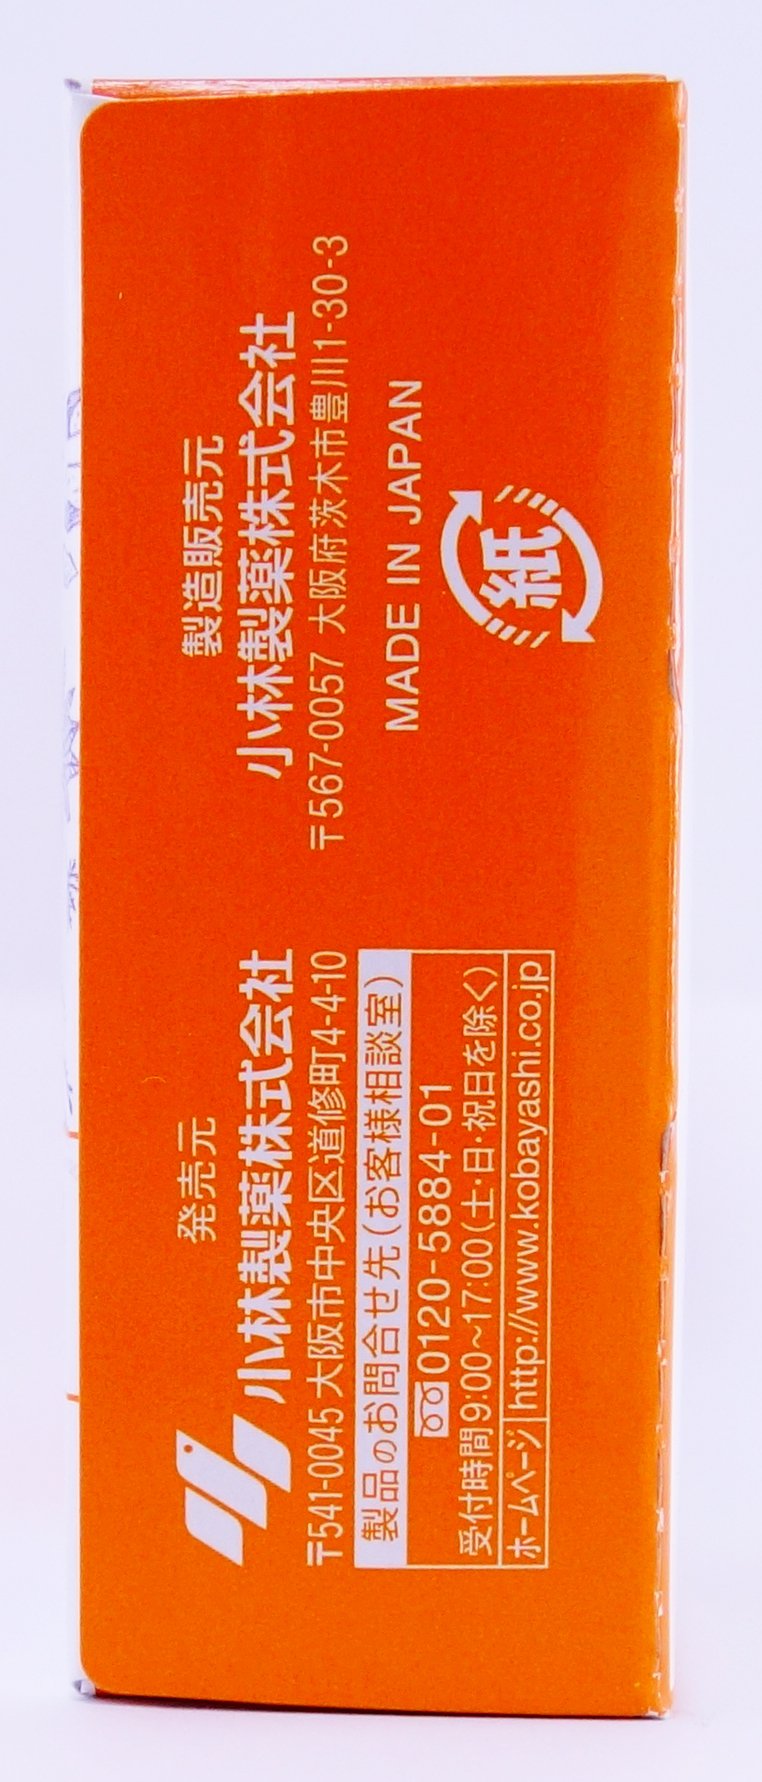 発売元
小林製薬株式会社
〒541-0045 大阪市中央区道修町4-4-10
製品のお問合せ先(お客様相談室)
0120-5884-01
受付時間9:00~17:00(土・日・祝日を除く)
ホームページ http://www.kobayashi.co.jp
製造販売元
小林製薬株式会社
〒567-0057 大阪府茨木市豊川1-30-3
MADE IN JAPAN
紙